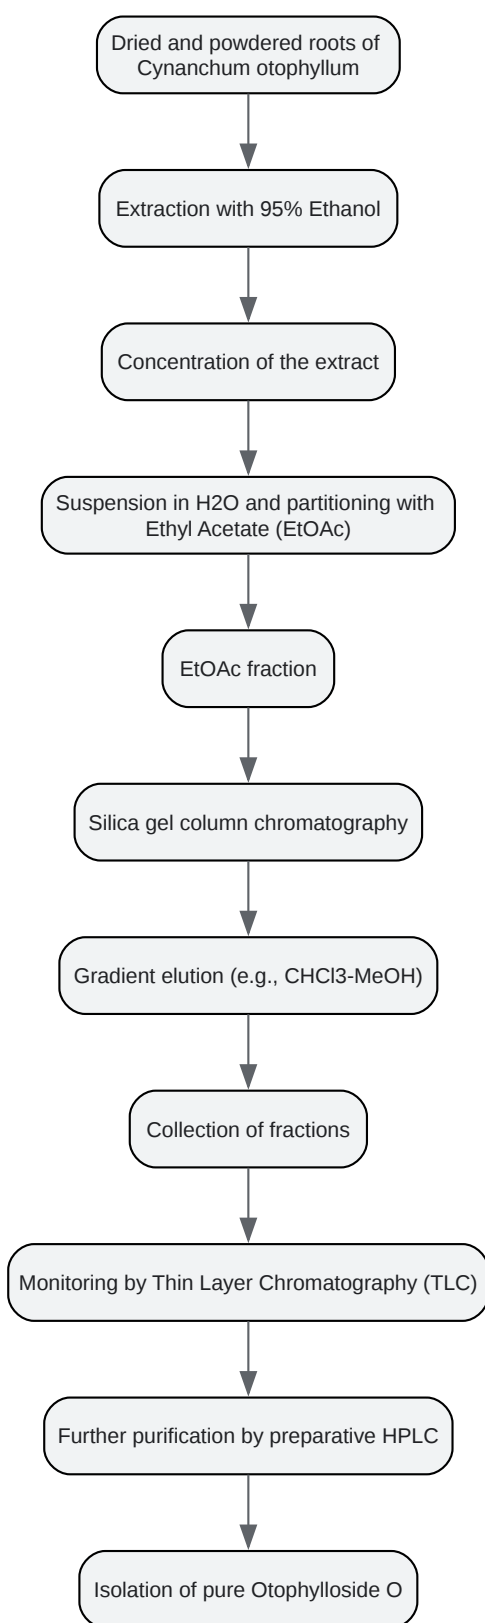 Dried and powdered roots of
Cynanchum otophyllum
Extraction with 95% Ethanol
Concentration of the extract
Suspension in H2O and partitioning with
Ethyl Acetate (EtOAc)
EtOAc fraction
Silica gel column chromatography
Gradient elution (e.g., CHCl3-MeOH)
Collection of fractions
Monitoring by Thin Layer Chromatography (TLC)
Further purification by preparative HPLC
Isolation of pure Otophylloside O